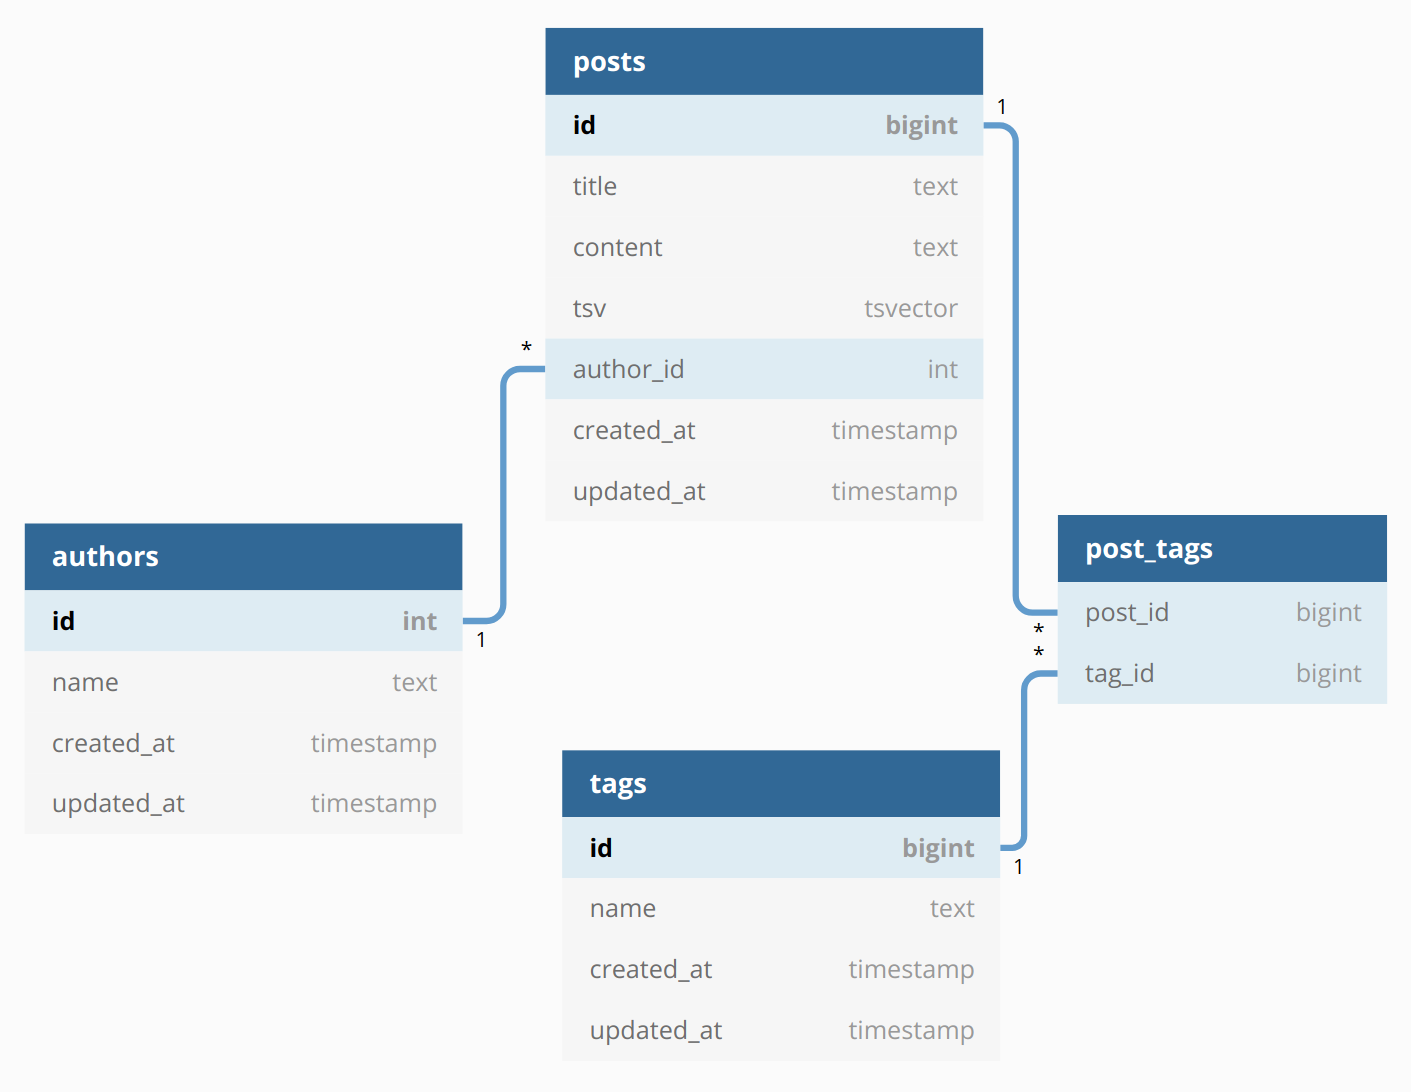 posts
1
id bigint
title text
content text
tsv tsvector
*
author_id int
created_at timestamp
updated_at timestamp
authors
id int
1
name text
created_at timestamp
updated_at timestamp
post_tags
post_id bigint
*
*
tag_id bigint
tags
id bigint
1
name text
created_at timestamp
updated_at timestamp